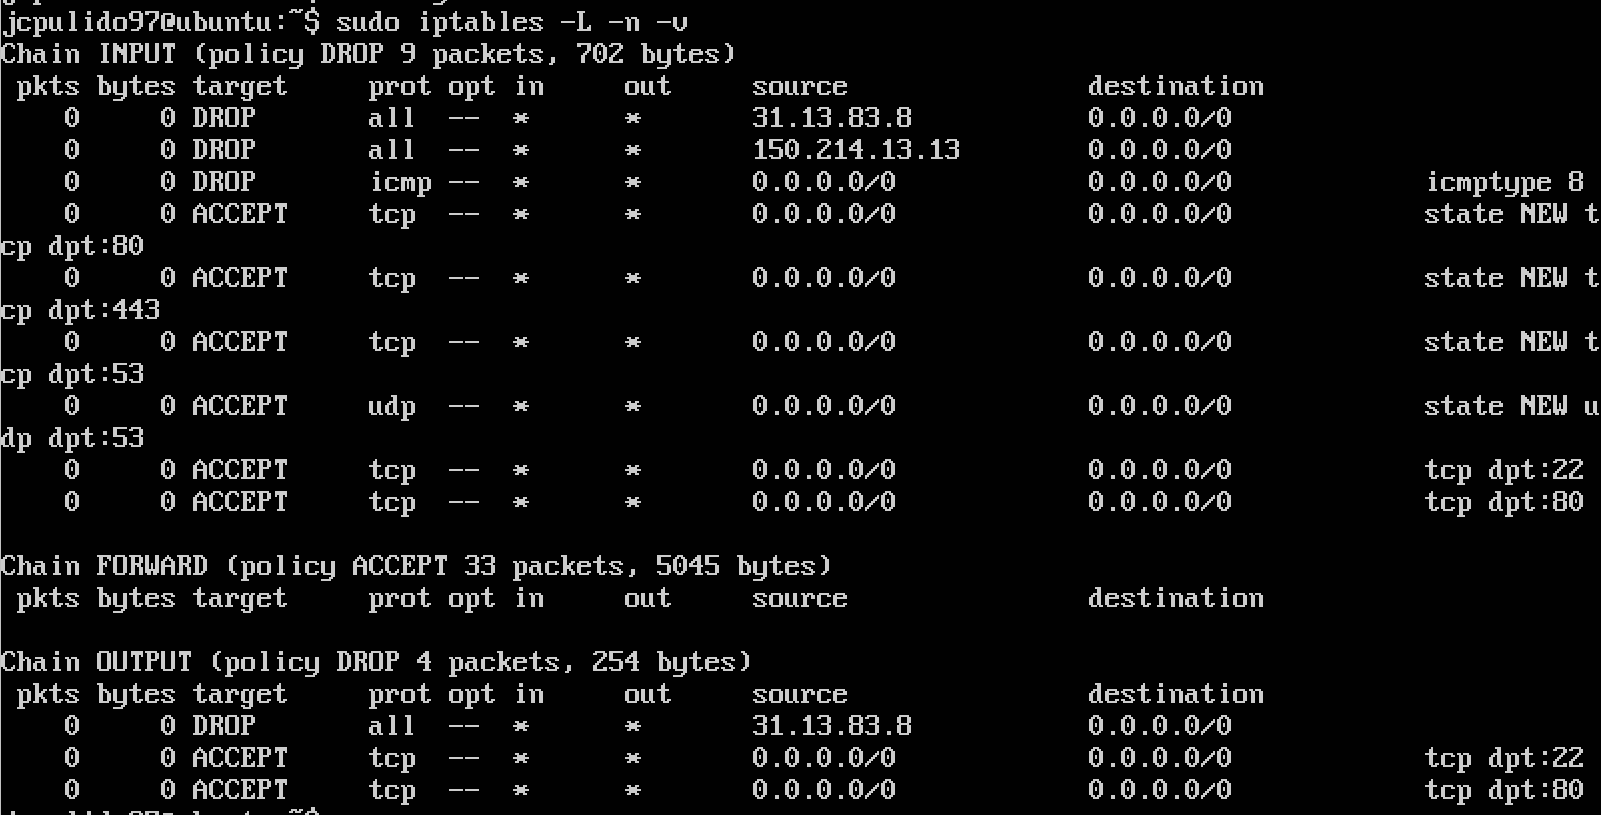 jcpulido97@ubuntu:~$ sudo iptables -L -n -v
Chain INPUT (policy DROP 9 packets, 702 bytes)
 pkts bytes target     prot opt in     out     source               destination
    0     0 DROP       all  --  *      *       31.13.83.8           0.0.0.0/0
    0     0 DROP       all  --  *      *       150.214.13.13        0.0.0.0/0
    0     0 DROP       icmp --  *      *       0.0.0.0/0            0.0.0.0/0            icmptype 8
    0     0 ACCEPT     tcp  --  *      *       0.0.0.0/0            0.0.0.0/0            state NEW t
cp dpt:80
    0     0 ACCEPT     tcp  --  *      *       0.0.0.0/0            0.0.0.0/0            state NEW t
cp dpt:443
    0     0 ACCEPT     tcp  --  *      *       0.0.0.0/0            0.0.0.0/0            state NEW t
cp dpt:53
    0     0 ACCEPT     udp  --  *      *       0.0.0.0/0            0.0.0.0/0            state NEW u
dp dpt:53
    0     0 ACCEPT     tcp  --  *      *       0.0.0.0/0            0.0.0.0/0            tcp dpt:22
    0     0 ACCEPT     tcp  --  *      *       0.0.0.0/0            0.0.0.0/0            tcp dpt:80
Chain FORWARD (policy ACCEPT 33 packets, 5045 bytes)
 pkts bytes target     prot opt in     out     source               destination
Chain OUTPUT (policy DROP 4 packets, 254 bytes)
 pkts bytes target     prot opt in     out     source               destination
    0     0 DROP       all  --  *      *       31.13.83.8           0.0.0.0/0
    0     0 ACCEPT     tcp  --  *      *       0.0.0.0/0            0.0.0.0/0            tcp dpt:22
    0     0 ACCEPT     tcp  --  *      *       0.0.0.0/0            0.0.0.0/0            tcp dpt:80